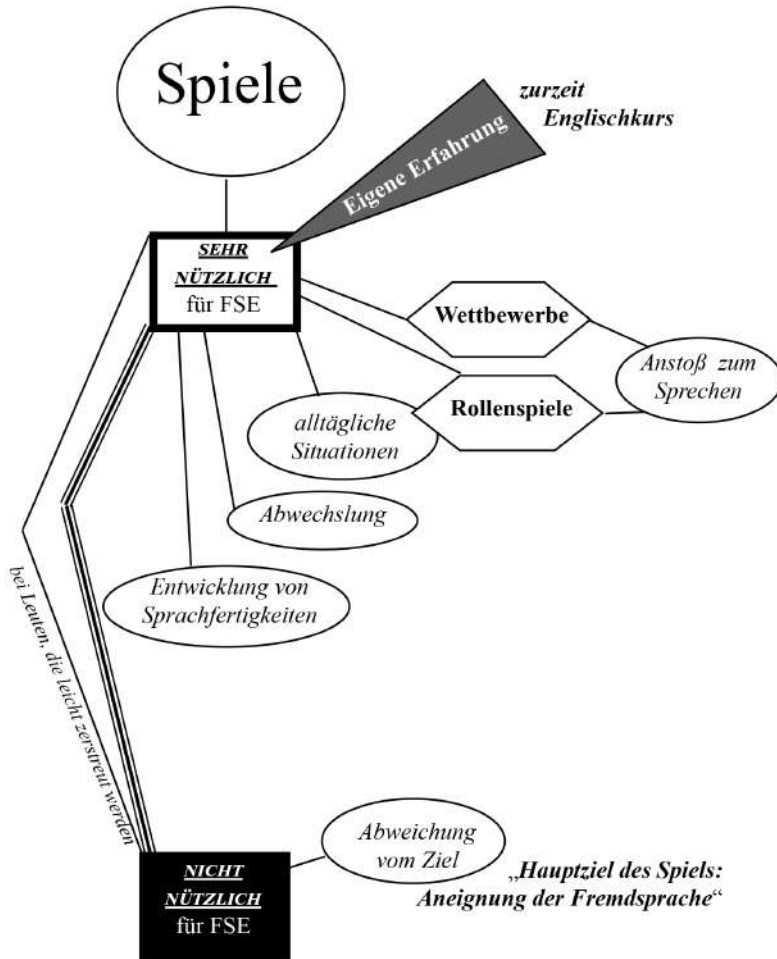 Spiele
zurzeit
Englischkurs
Eigene Erfahrung
SEHR
NÜTZLICH
für FSE
Wettbewerbe
Anstoß zum
Sprechen
Rollenspiele
alltägliche
Situationen
Abwechslung
Entwicklung von
Sprachfertigkeiten
bei Leuten, die leicht zerstreut werden
Abweichung
vom Ziel
„Hauptziel des Spiels:
Aneignung der Fremdsprache“
NICHT
NÜTZLICH
für FSE